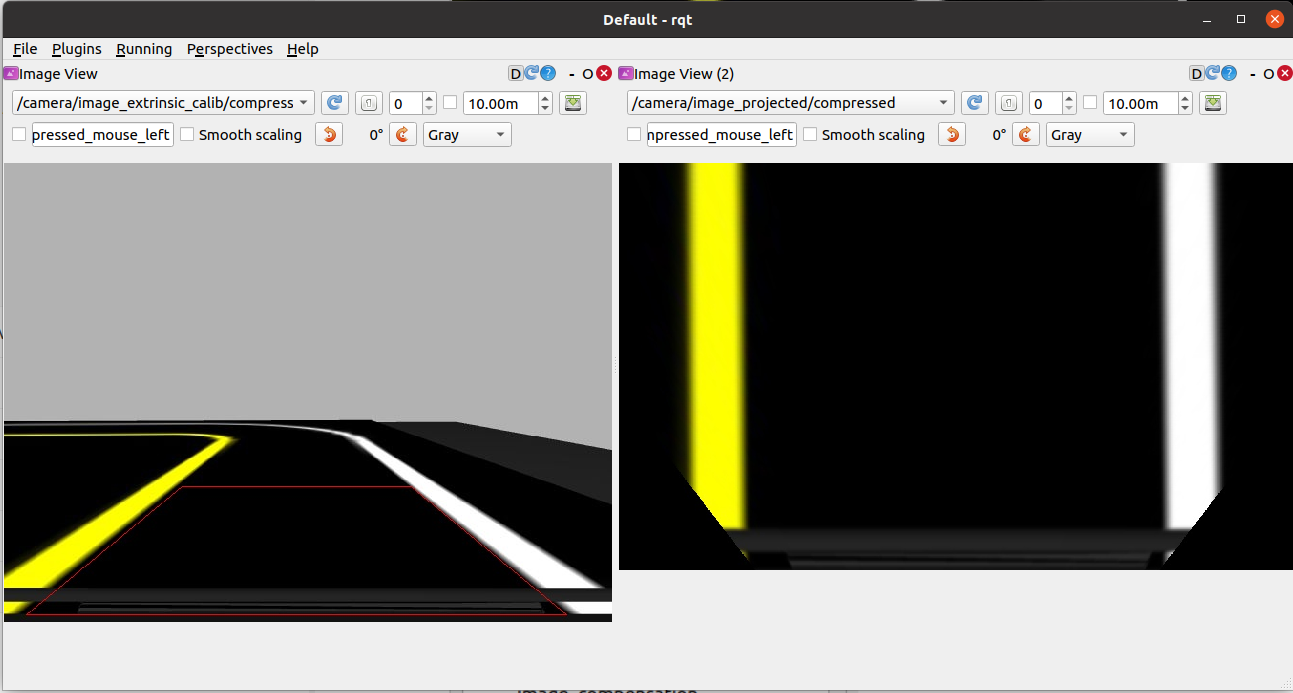 Default - rqt
File Plugins Running Perspectives Help
Image View D ? - O
/camera/image_extrinsic_calib/compress 0 10.00m
pressed_mouse_left Smooth scaling 0° Gray
Image View (2) D ? - O
/camera/image_projected/compressed 0 10.00m
npressed_mouse_left Smooth scaling 0° Gray
image_compensation